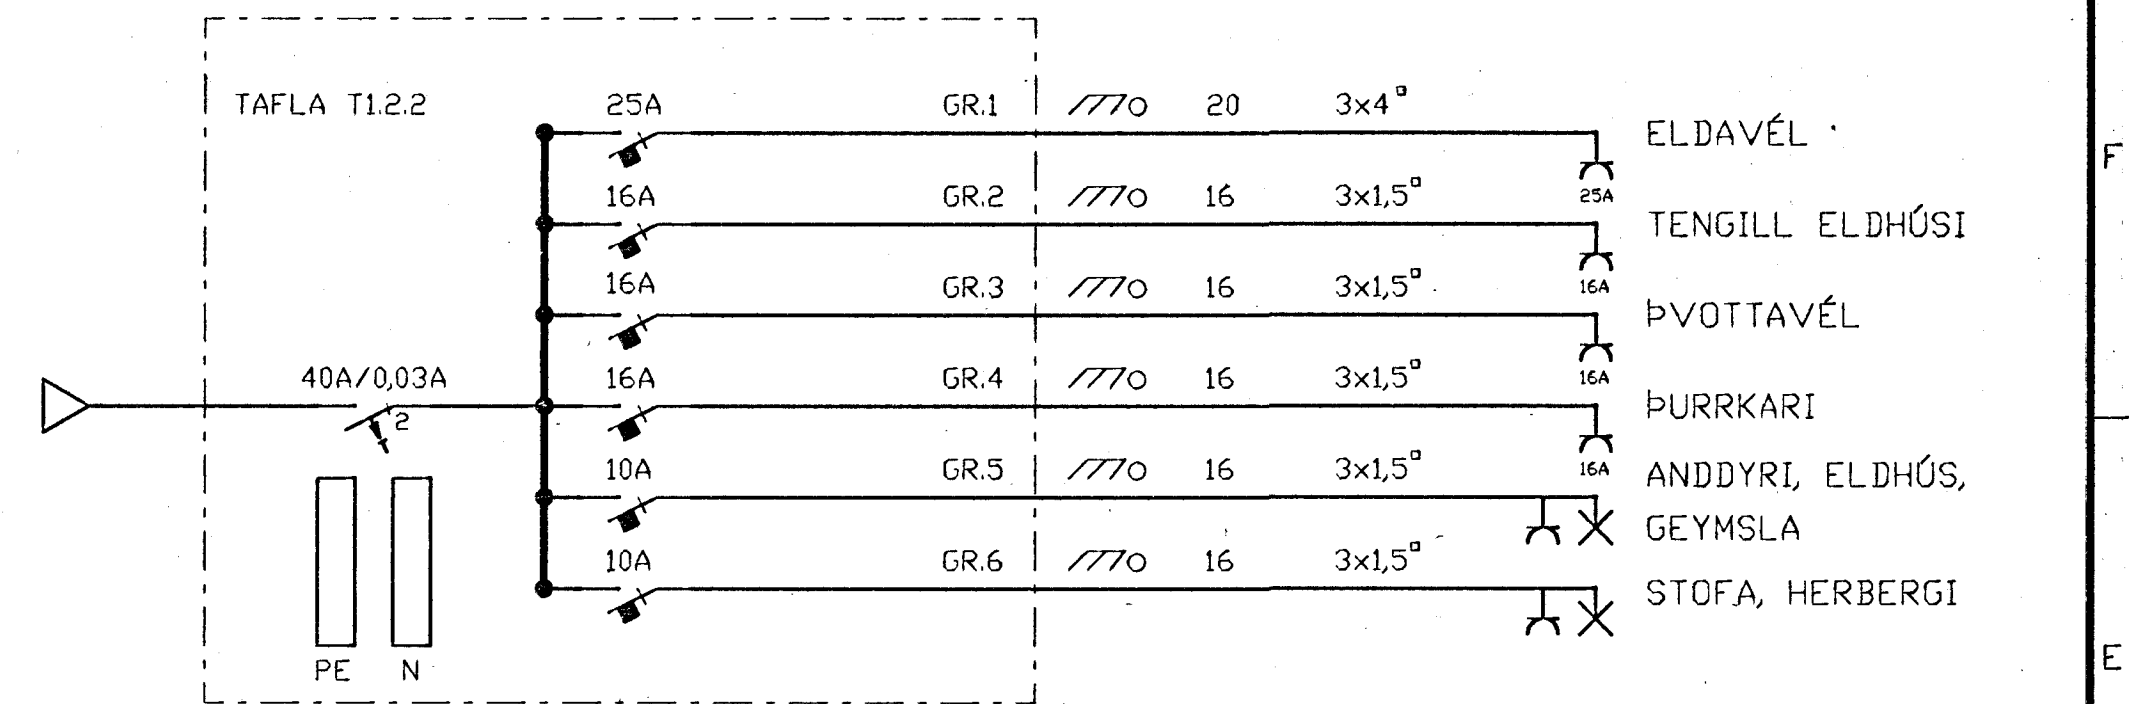 TAFLA T1.2.2 25A GR.1 20 3x4▫ ELDAVÉL
25A
16A GR.2 16 3x1,5▫ TENGILL ELDHÚSI
16A
16A GR.3 16 3x1,5▫ ÞVOTTAVÉL
16A
40A/0,03A 16A GR.4 16 3x1,5▫ ÞURRKARI
2
16A
10A GR.5 16 3x1,5▫ ANDDYRI, ELDHÚS,
GEYMSLA
10A GR.6 16 3x1,5▫ STOFA, HERBERGI
PE N
F
E